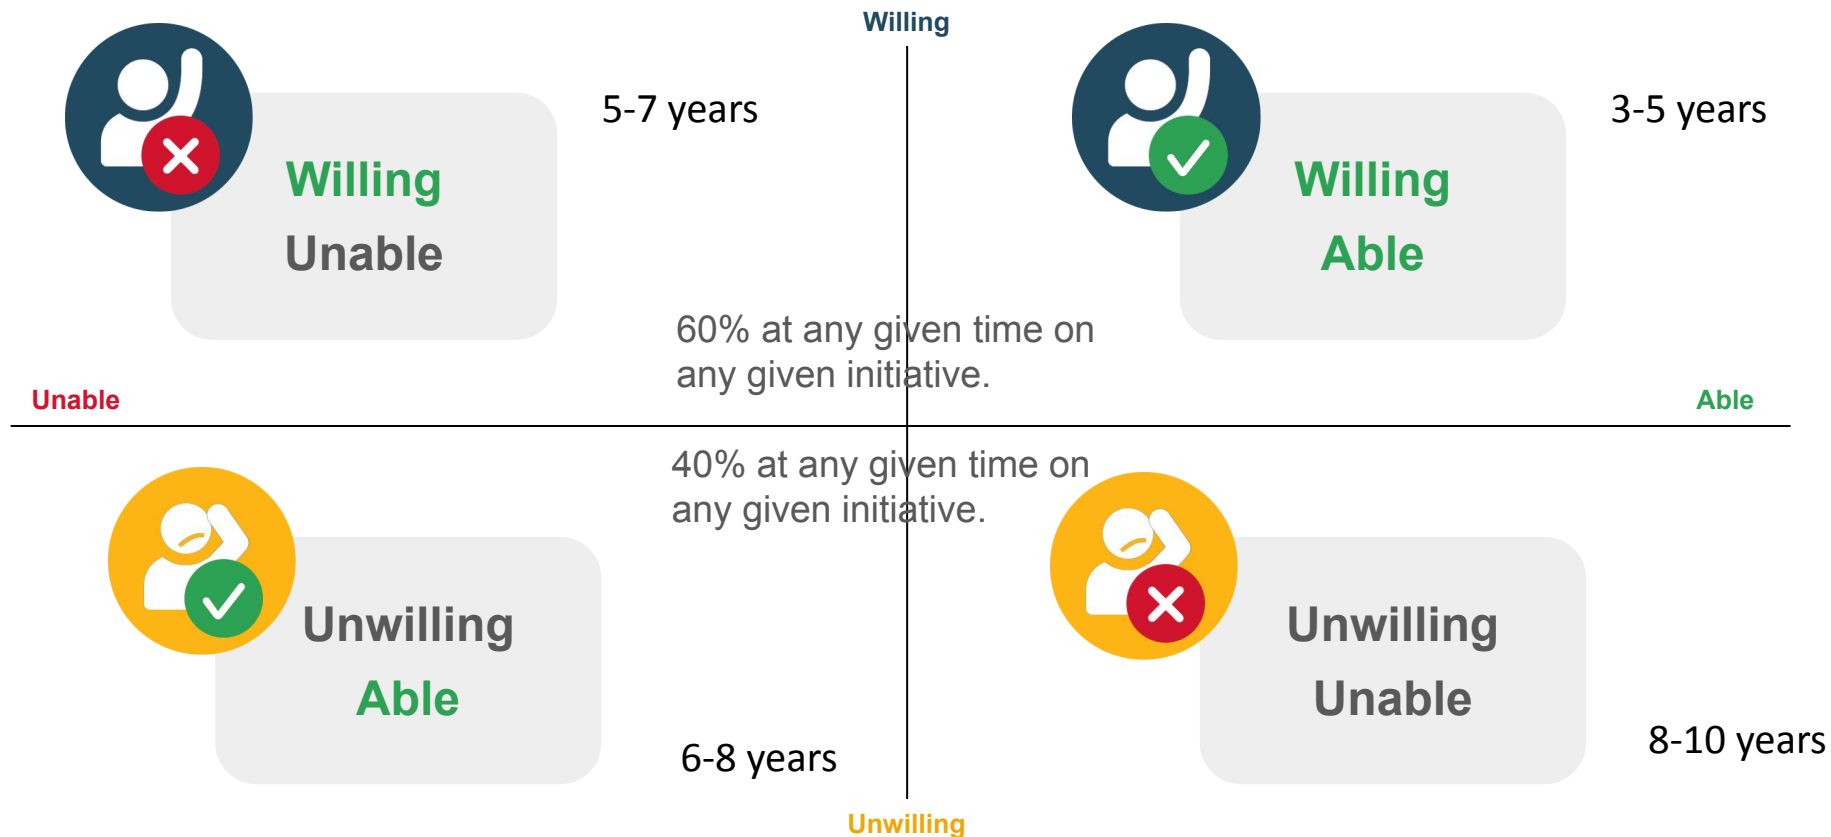 Willing
5-7 years
3-5 years
Willing
Unable
Willing
Able
60% at any given time on
any given initiative.
Unable
Able
40% at any given time on
any given initiative.
Unwilling
Able
Unwilling
Unable
6-8 years
8-10 years
Unwilling